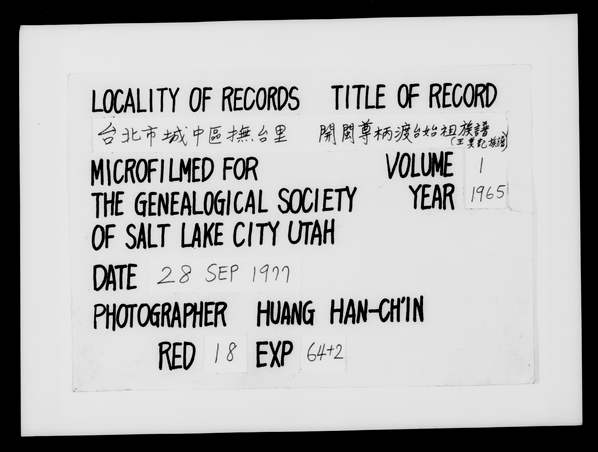 LOCALITY OF RECORDS TITLE OF RECORD
台北市城中區撫台里 開閩尊柄渡台始祖族譜
(王
MICROFILMED FOR VOLUME 1
THE GENEALOGICAL SOCIETY YEAR 1965
OF SALT LAKE CITY UTAH
DATE 28 SEP 1977
PHOTOGRAPHER HUANG HAN-CH'IN
RED 18 EXP 64+2